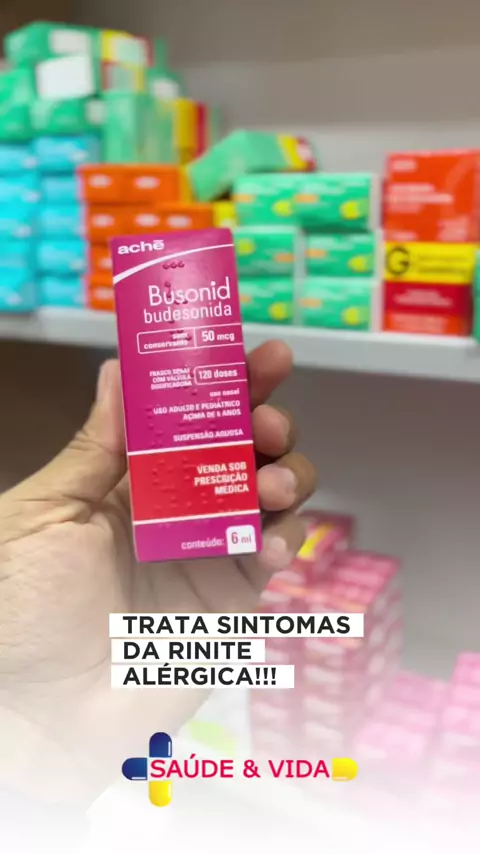 aché
Busonid
budesonida
sem conservante 50 mcg
FRASCO SPRAY
COM VÁLVULA
DOSIFICADORA 120 doses
uso nasal
USO ADULTO E PEDIÁTRICO
ACIMA DE 6 ANOS
SUSPENSÃO AQUOSA
VENDA SOB
PRESCRIÇÃO
MÉDICA
conteúdo: 6 ml
G
TRATA SINTOMAS
DA RINITE
ALÉRGICA!!!
SAÚDE & VIDA